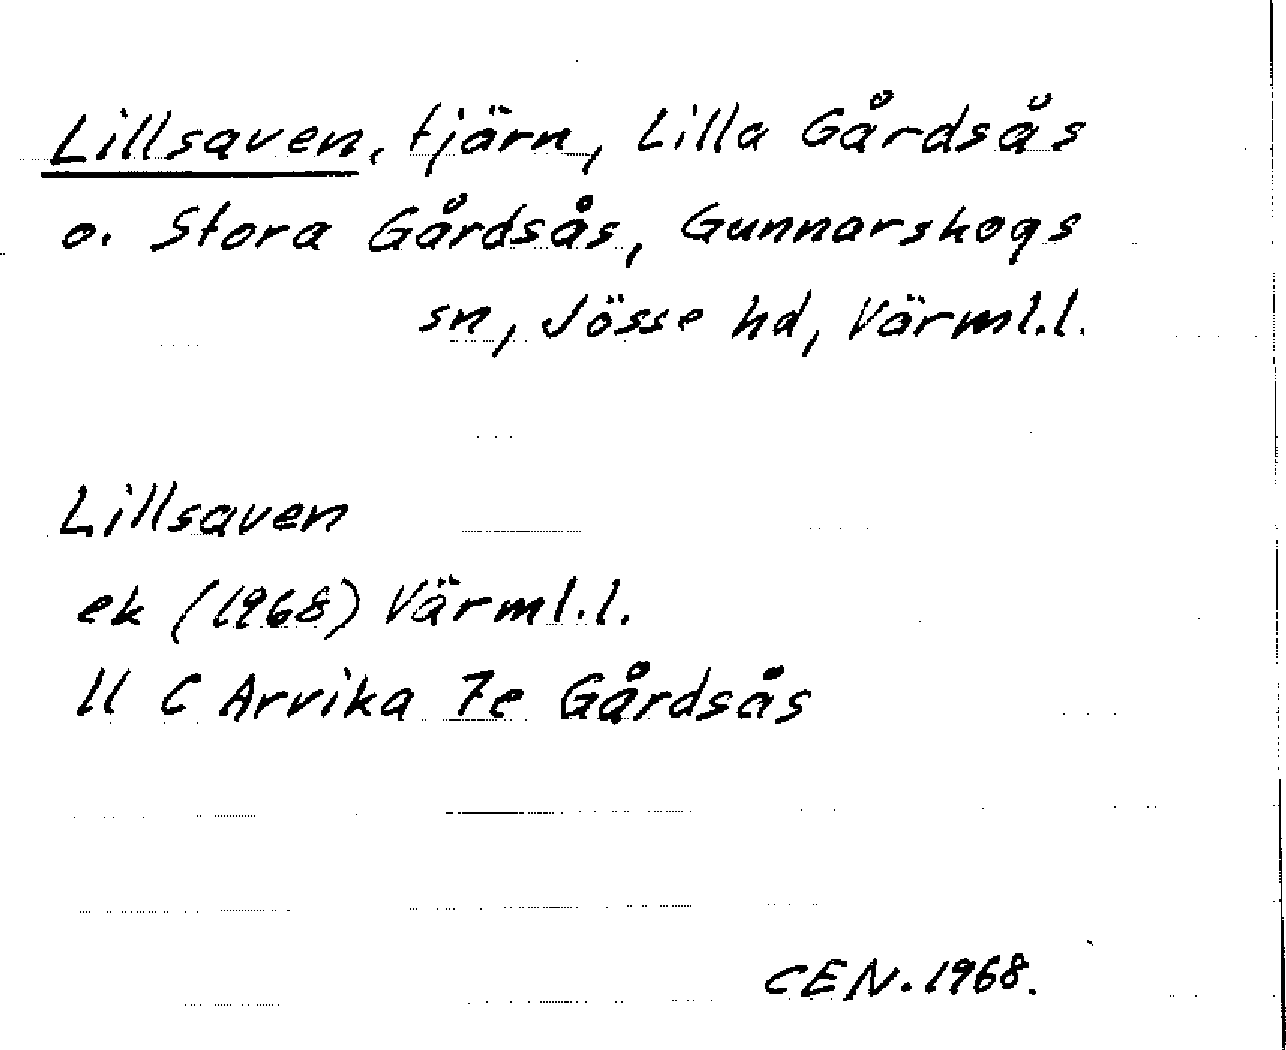 Lillsaven, tjärn, Lilla Gårdsås
o. Stora Gårdsås, Gunnarskogs
sn, Jösse hd, Värml.l.
Lillsaven
ek (1968) Värml.l.
11 C Arvika 7e Gårdsås
CEN. 1968.